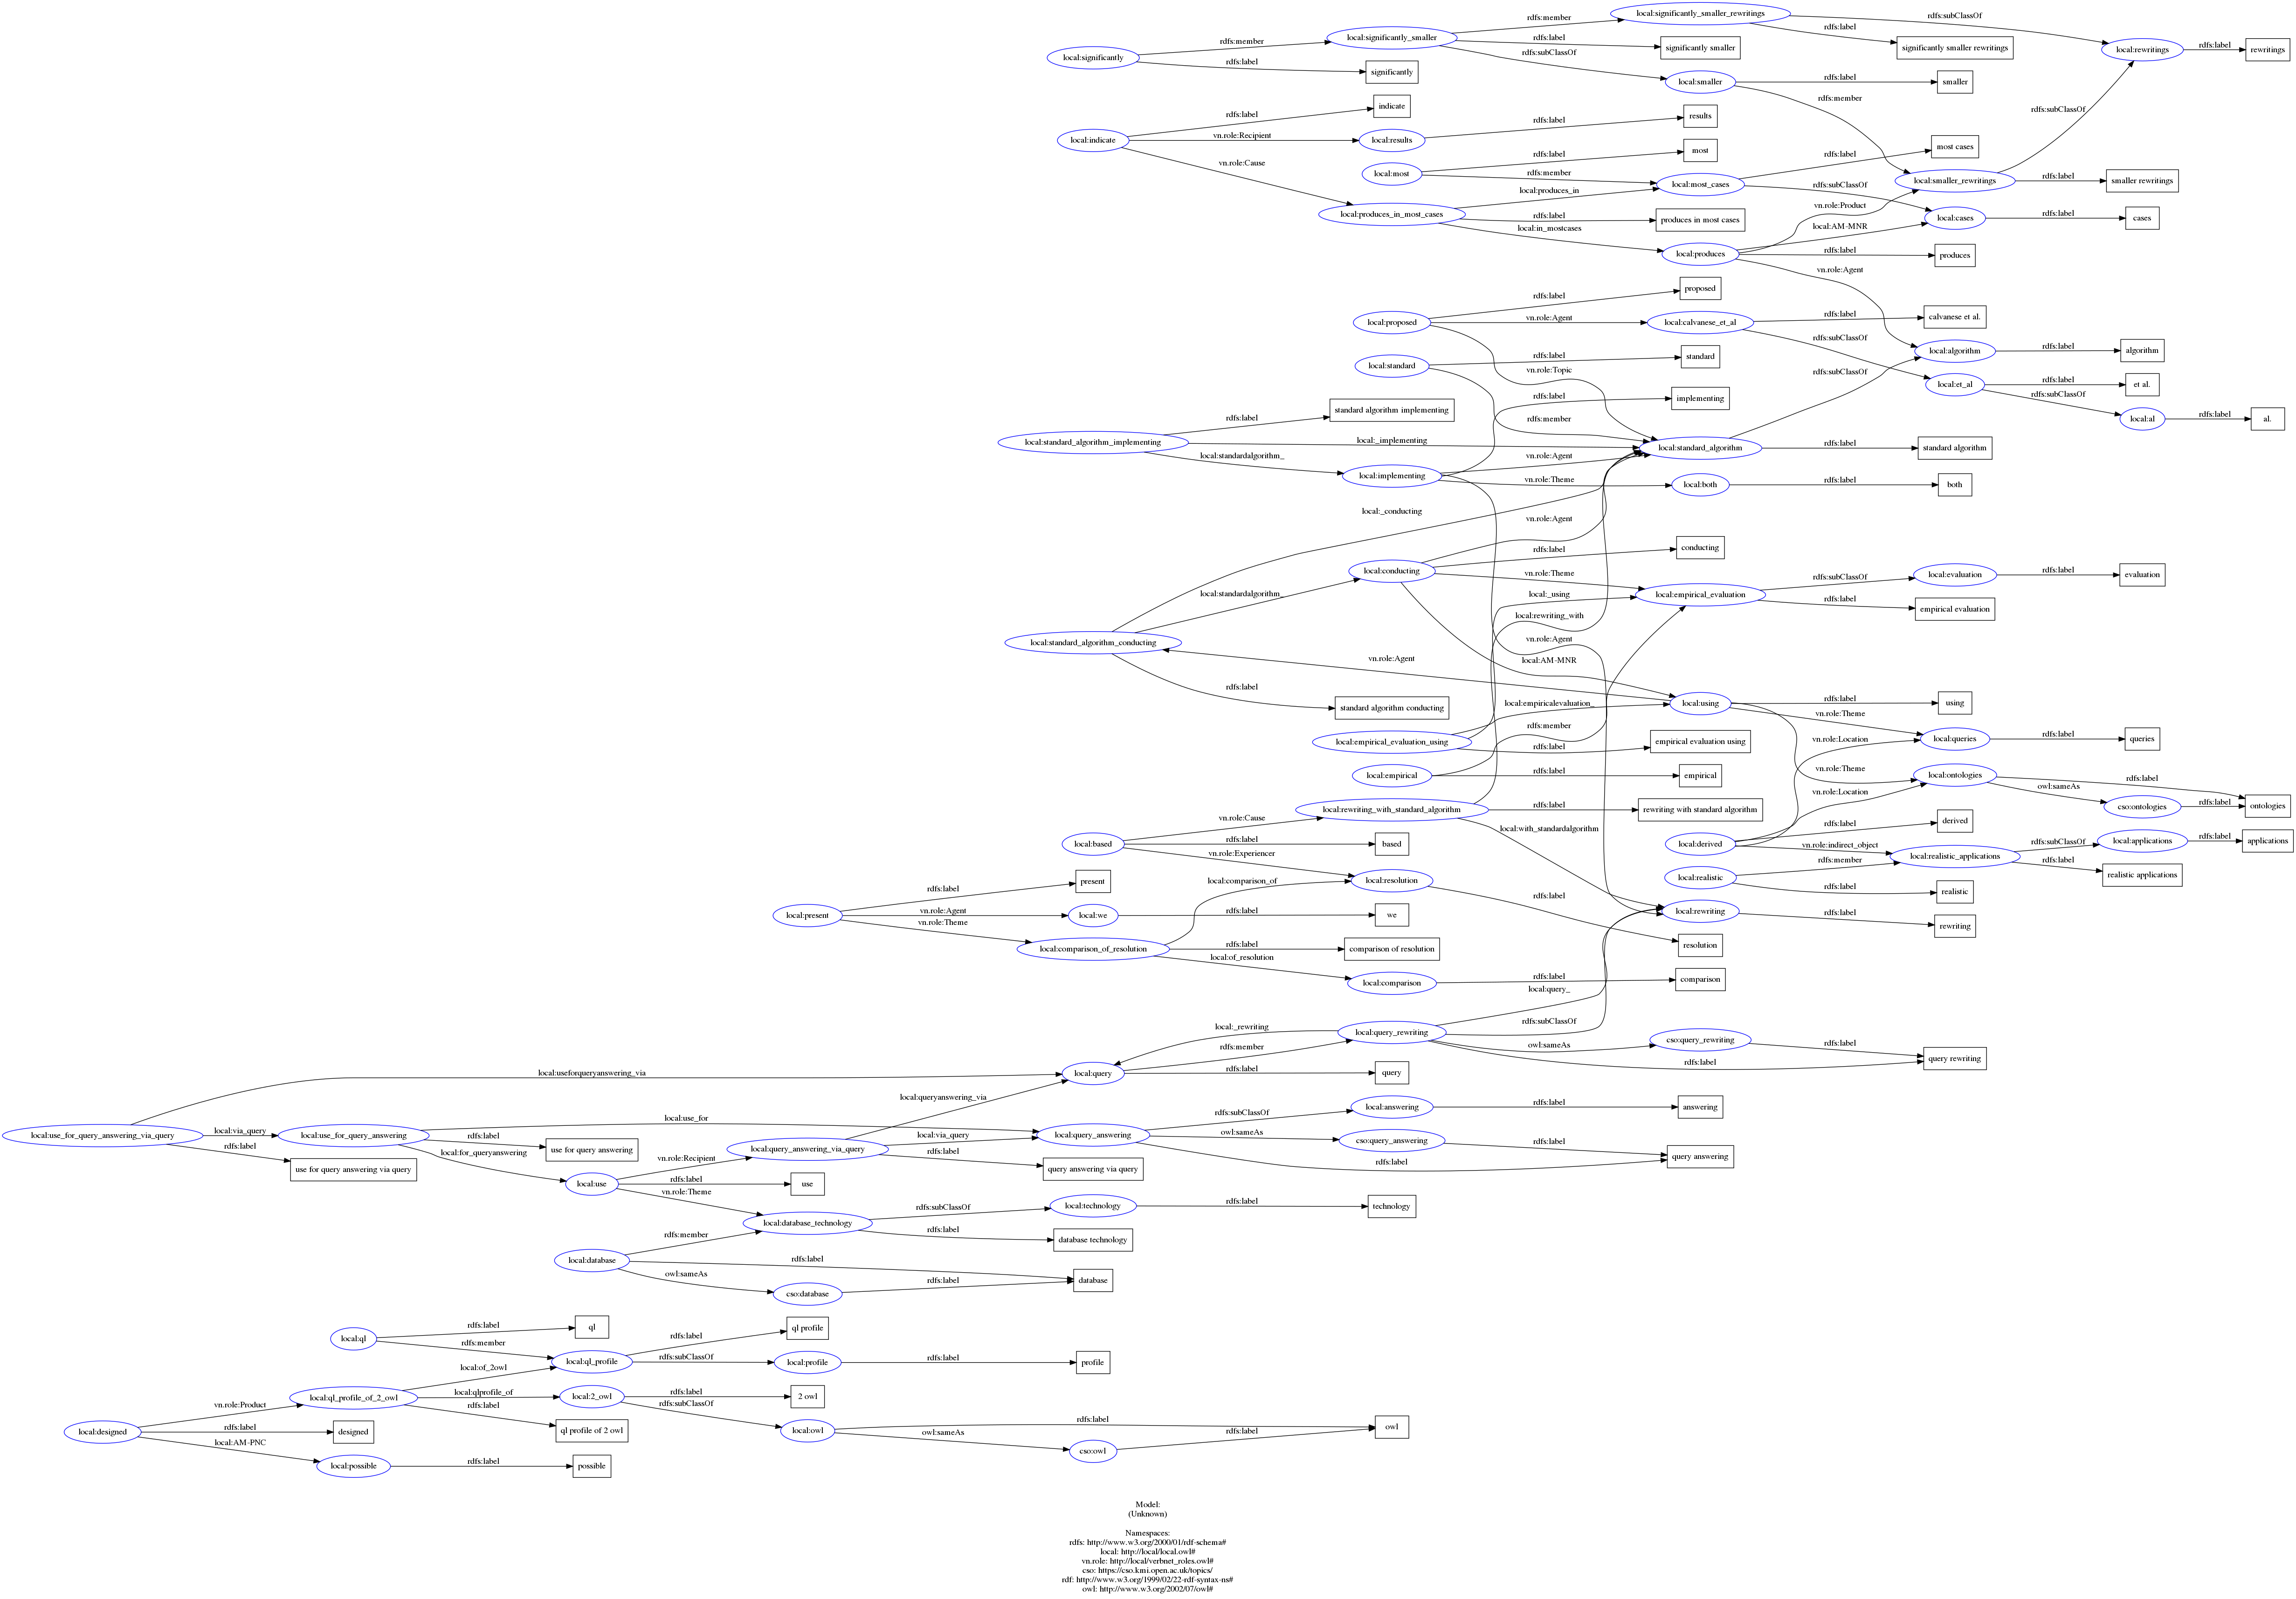 local:significantly
rdfs:member
rdfs:label
local:significantly_smaller
significantly
rdfs:member
rdfs:label
rdfs:subClassOf
local:significantly_smaller_rewritings
significantly smaller
local:smaller
rdfs:subClassOf
rdfs:label
significantly smaller rewritings
rdfs:label
smaller
rdfs:member
local:rewritings
rdfs:label
rewritings
rdfs:subClassOf
local:indicate
rdfs:label
indicate
vn.role:Recipient
local:results
rdfs:label
results
vn.role:Cause
local:most
rdfs:label
most
rdfs:member
local:most_cases
rdfs:label
most cases
rdfs:subClassOf
local:smaller_rewritings
rdfs:label
smaller rewritings
local:produces_in_most_cases
local:produces_in
rdfs:label
produces in most cases
local:in_mostcases
local:produces
vn.role:Product
local:AM-MNR
local:cases
rdfs:label
cases
rdfs:label
produces
vn.role:Agent
local:proposed
rdfs:label
proposed
vn.role:Agent
local:calvanese_et_al
rdfs:label
calvanese et al.
rdfs:subClassOf
vn.role:Topic
local:standard
rdfs:label
standard
rdfs:member
local:algorithm
rdfs:label
algorithm
rdfs:subClassOf
local:et_al
rdfs:label
et al.
rdfs:subClassOf
local:al
rdfs:label
al.
local:standard_algorithm_implementing
rdfs:label
standard algorithm implementing
local:_implementing
local:standardalgorithm_
local:implementing
rdfs:label
implementing
vn.role:Agent
local:standard_algorithm
rdfs:label
standard algorithm
vn.role:Theme
local:both
rdfs:label
both
local:_conducting
vn.role:Agent
local:conducting
rdfs:label
conducting
vn.role:Theme
local:empirical_evaluation
rdfs:subClassOf
local:evaluation
rdfs:label
evaluation
rdfs:label
empirical evaluation
local:standardalgorithm_
local:_using
local:rewriting_with
local:standard_algorithm_conducting
vn.role:Agent
local:AM-MNR
vn.role:Agent
rdfs:label
standard algorithm conducting
local:empiricalevaluation_
local:using
rdfs:label
using
vn.role:Theme
local:queries
rdfs:label
queries
local:empirical_evaluation_using
rdfs:member
rdfs:label
empirical evaluation using
vn.role:Location
local:empirical
rdfs:label
empirical
vn.role:Theme
local:ontologies
rdfs:label
ontologies
vn.role:Location
owl:sameAs
cso:ontologies
rdfs:label
local:rewriting_with_standard_algorithm
rdfs:label
rewriting with standard algorithm
local:with_standardalgorithm
local:based
vn.role:Cause
rdfs:label
based
vn.role:Experiencer
local:derived
rdfs:label
derived
vn.role:indirect_object
local:realistic_applications
rdfs:subClassOf
local:applications
rdfs:label
applications
rdfs:label
realistic applications
local:realistic
rdfs:member
rdfs:label
realistic
local:resolution
rdfs:label
resolution
local:present
rdfs:label
present
vn.role:Agent
local:we
rdfs:label
we
vn.role:Theme
local:comparison_of_resolution
local:comparison_of
rdfs:label
comparison of resolution
local:of_resolution
local:comparison
rdfs:label
comparison
local:rewriting
rdfs:label
rewriting
local:query_
rdfs:subClassOf
local:query_rewriting
local:_rewriting
rdfs:member
owl:sameAs
cso:query_rewriting
rdfs:label
query rewriting
rdfs:label
local:useforqueryanswering_via
local:query
rdfs:label
query
local:queryanswering_via
local:use_for_query_answering_via_query
local:via_query
rdfs:label
use for query answering via query
local:use_for_query_answering
local:use_for
rdfs:label
use for query answering
local:for_queryanswering
local:query_answering_via_query
local:via_query
rdfs:label
query answering via query
local:query_answering
rdfs:subClassOf
local:answering
rdfs:label
answering
owl:sameAs
cso:query_answering
rdfs:label
query answering
rdfs:label
local:use
vn.role:Recipient
rdfs:label
use
vn.role:Theme
local:database_technology
rdfs:subClassOf
local:technology
rdfs:label
technology
rdfs:label
database technology
local:database
rdfs:member
rdfs:label
database
owl:sameAs
cso:database
rdfs:label
local:ql
rdfs:label
ql
rdfs:member
local:ql_profile
rdfs:label
ql profile
rdfs:subClassOf
local:profile
rdfs:label
profile
local:of_2owl
local:ql_profile_of_2_owl
local:qlprofile_of
rdfs:label
ql profile of 2 owl
local:2_owl
rdfs:label
2 owl
rdfs:subClassOf
local:owl
rdfs:label
owl
owl:sameAs
cso:owl
rdfs:label
local:designed
vn.role:Product
rdfs:label
designed
local:AM-PNC
local:possible
rdfs:label
possible
Model:
(Unknown)
Namespaces:
rdfs: http://www.w3.org/2000/01/rdf-schema#
local: http://local/local.owl#
vn.role: http://local/verbnet_roles.owl#
cso: https://cso.kmi.open.ac.uk/topics/
rdf: http://www.w3.org/1999/02/22-rdf-syntax-ns#
owl: http://www.w3.org/2002/07/owl#